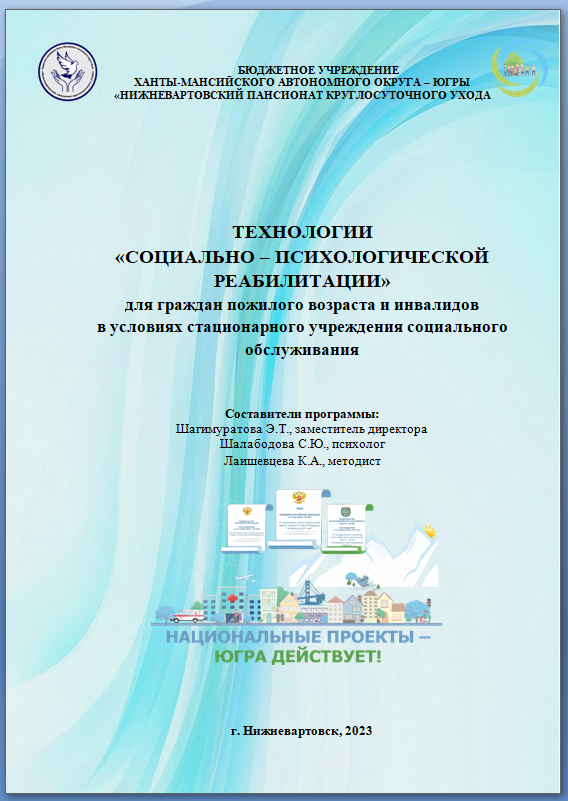 БЮДЖЕТНОЕ УЧРЕЖДЕНИЕ
ХАНТЫ-МАНСИЙСКОГО АВТОНОМНОГО ОКРУГА – ЮГРЫ
«НИЖНЕВАРТОВСКИЙ ПАНСИОНАТ КРУГЛОСУТОЧНОГО УХОДА
ТЕХНОЛОГИИ
«СОЦИАЛЬНО – ПСИХОЛОГИЧЕСКОЙ
РЕАБИЛИТАЦИИ»
для граждан пожилого возраста и инвалидов
в условиях стационарного учреждения социального
обслуживания
Составители программы:
Шагимуратова Э.Т., заместитель директора
Шалабодова С.Ю., психолог
Лаишевцева К.А., методист
НАЦИОНАЛЬНЫЕ ПРОЕКТЫ –
ЮГРА ДЕЙСТВУЕТ!
г. Нижневартовск, 2023